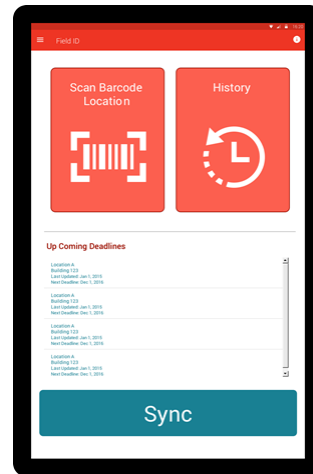 Field ID
Scan Barcode
Location
History
Up Coming Deadlines
Location A
Building 123
Last Updated: Jan 1, 2015
Next Deadline: Dec 1, 2016
Location A
Building 123
Last Updated: Jan 1, 2015
Next Deadline: Dec 1, 2016
Location A
Building 123
Last Updated: Jan 1, 2015
Next Deadline: Dec 1, 2016
Location A
Building 123
Last Updated: Jan 1, 2015
Next Deadline: Dec 1, 2016
Sync